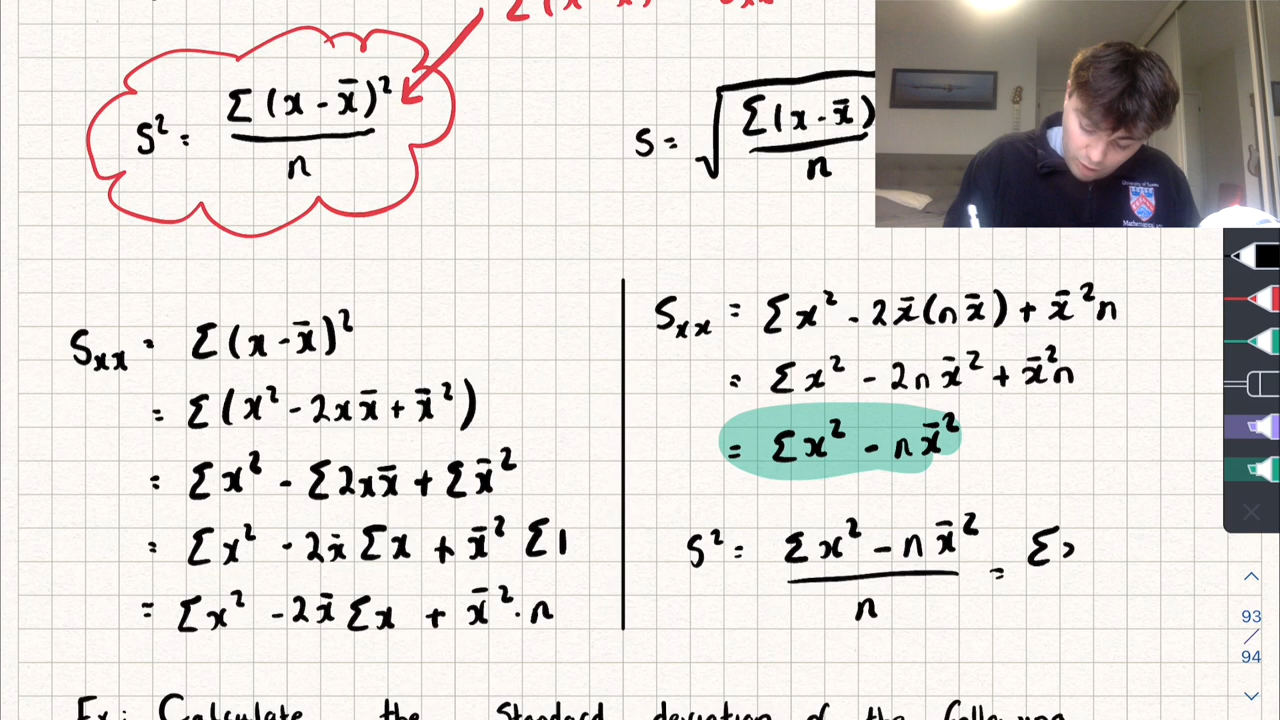 S² = Σ(x - x̄)² / n
S = √(Σ(x - x̄) / n
Sxx = Σ(x - x̄)²
= Σ(x² - 2xx̄ + x̄²)
= Σx² - Σ2xx̄ + Σx̄²
= Σx² - 2x̄Σx + x̄²Σ1
= Σx² - 2x̄Σx + x̄²·n
Sxx = Σx² - 2x̄(nx̄) + x̄²n
= Σx² - 2nx̄² + x̄²n
= Σx² - nx̄²
S² = Σx² - nx̄² / n = Σ
Ex: Calculate the standard deviation of the following
93
/
94